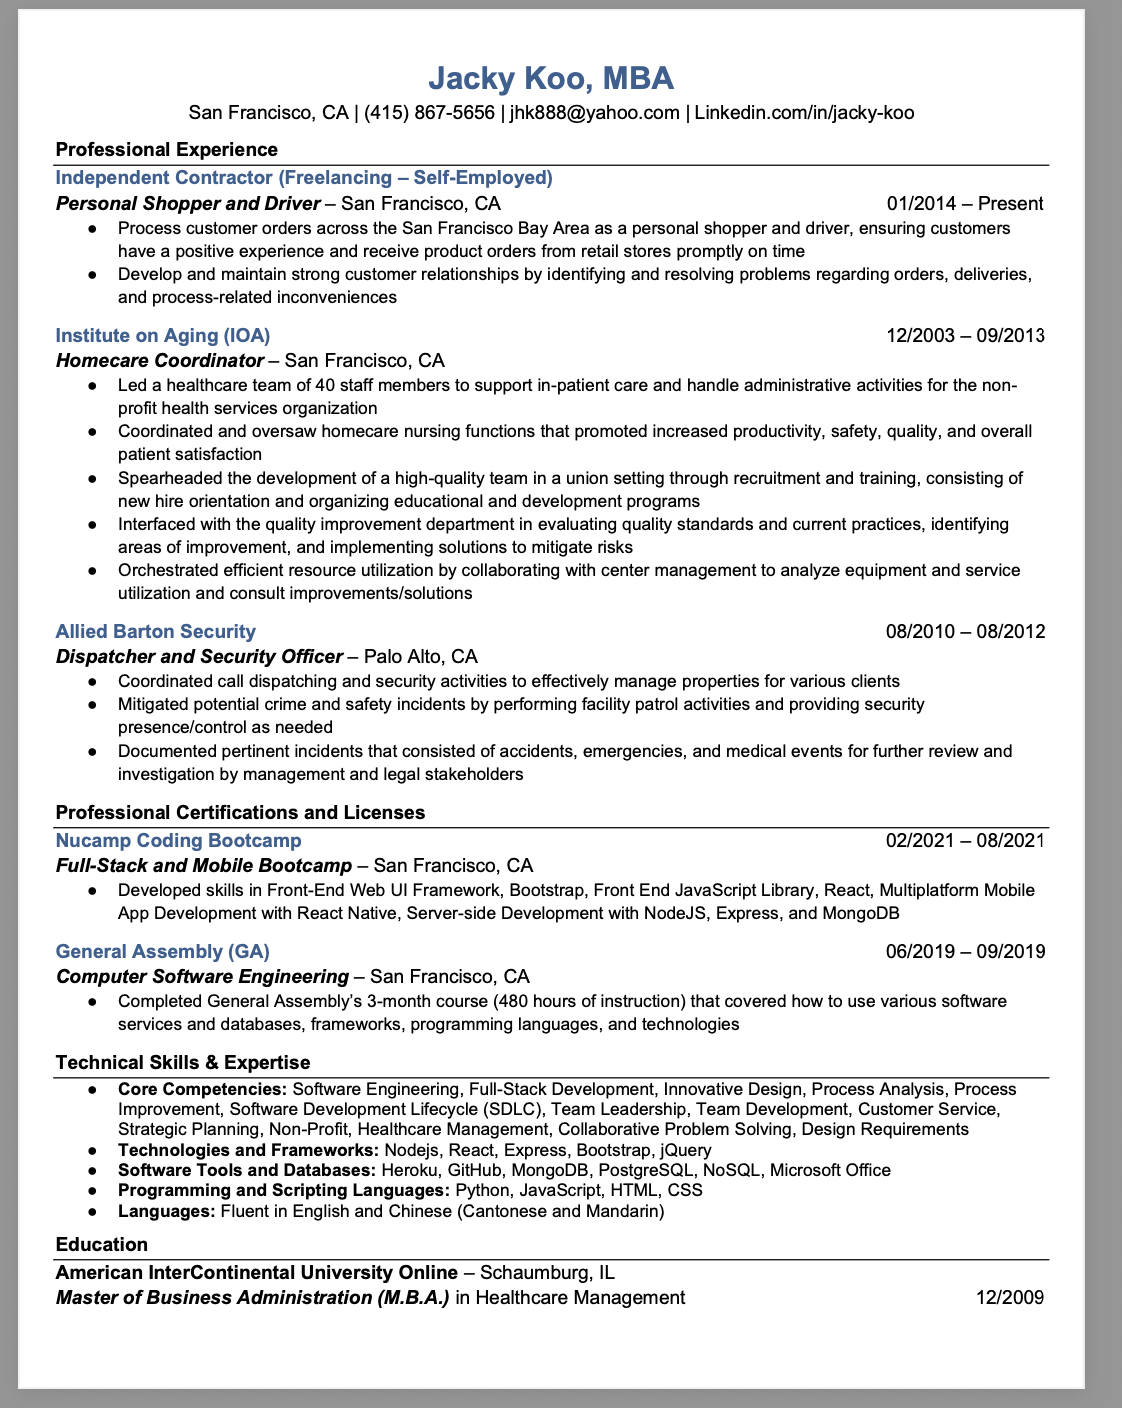 Jacky Koo, MBA
San Francisco, CA | (415) 867-5656 | jhk888@yahoo.com | Linkedin.com/in/jacky-koo
Professional Experience
Independent Contractor (Freelancing – Self-Employed)
Personal Shopper and Driver – San Francisco, CA 01/2014 – Present
● Process customer orders across the San Francisco Bay Area as a personal shopper and driver, ensuring customers
have a positive experience and receive product orders from retail stores promptly on time
● Develop and maintain strong customer relationships by identifying and resolving problems regarding orders, deliveries,
and process-related inconveniences
Institute on Aging (IOA) 12/2003 – 09/2013
Homecare Coordinator – San Francisco, CA
● Led a healthcare team of 40 staff members to support in-patient care and handle administrative activities for the non-
profit health services organization
● Coordinated and oversaw homecare nursing functions that promoted increased productivity, safety, quality, and overall
patient satisfaction
● Spearheaded the development of a high-quality team in a union setting through recruitment and training, consisting of
new hire orientation and organizing educational and development programs
● Interfaced with the quality improvement department in evaluating quality standards and current practices, identifying
areas of improvement, and implementing solutions to mitigate risks
● Orchestrated efficient resource utilization by collaborating with center management to analyze equipment and service
utilization and consult improvements/solutions
Allied Barton Security 08/2010 – 08/2012
Dispatcher and Security Officer – Palo Alto, CA
● Coordinated call dispatching and security activities to effectively manage properties for various clients
● Mitigated potential crime and safety incidents by performing facility patrol activities and providing security
presence/control as needed
● Documented pertinent incidents that consisted of accidents, emergencies, and medical events for further review and
investigation by management and legal stakeholders
Professional Certifications and Licenses
Nucamp Coding Bootcamp 02/2021 – 08/2021
Full-Stack and Mobile Bootcamp – San Francisco, CA
● Developed skills in Front-End Web UI Framework, Bootstrap, Front End JavaScript Library, React, Multiplatform Mobile
App Development with React Native, Server-side Development with NodeJS, Express, and MongoDB
General Assembly (GA) 06/2019 – 09/2019
Computer Software Engineering – San Francisco, CA
● Completed General Assembly’s 3-month course (480 hours of instruction) that covered how to use various software
services and databases, frameworks, programming languages, and technologies
Technical Skills & Expertise
● Core Competencies: Software Engineering, Full-Stack Development, Innovative Design, Process Analysis, Process
Improvement, Software Development Lifecycle (SDLC), Team Leadership, Team Development, Customer Service,
Strategic Planning, Non-Profit, Healthcare Management, Collaborative Problem Solving, Design Requirements
● Technologies and Frameworks: Nodejs, React, Express, Bootstrap, jQuery
● Software Tools and Databases: Heroku, GitHub, MongoDB, PostgreSQL, NoSQL, Microsoft Office
● Programming and Scripting Languages: Python, JavaScript, HTML, CSS
● Languages: Fluent in English and Chinese (Cantonese and Mandarin)
Education
American InterContinental University Online – Schaumburg, IL
Master of Business Administration (M.B.A.) in Healthcare Management 12/2009